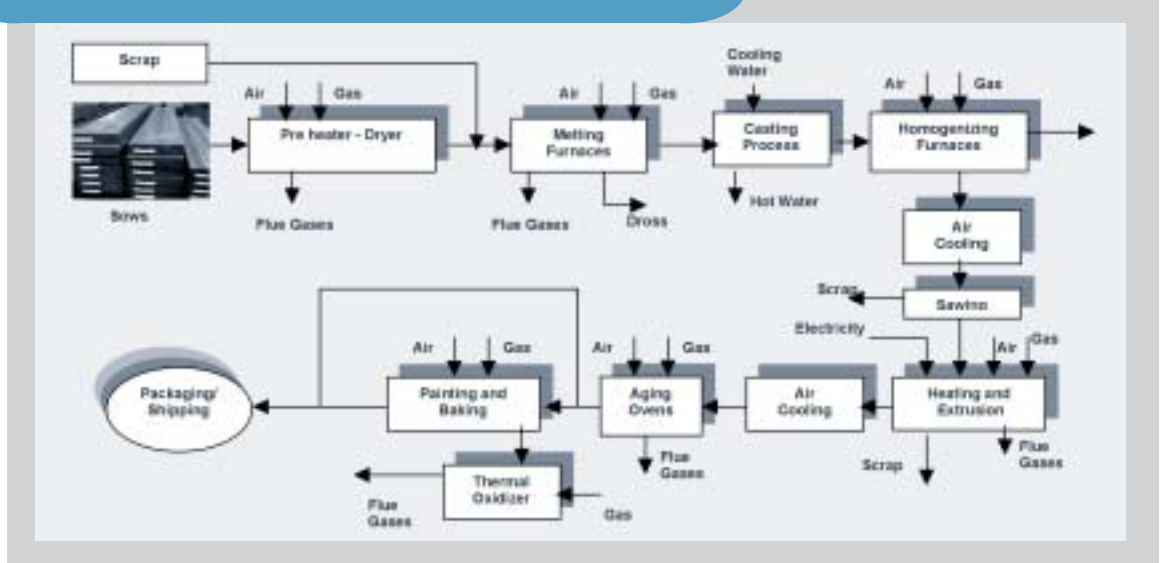 Scrap
Cooling
Water
Air
Gas
Air
Gas
Air
Gas
Pre heater - Dryer
Melting
Furnaces
Casting
Process
Homogenizing
Furnaces
Sows
Flue Gases
Flue Gases
Dross
Hot Water
Air
Cooling
Scrap
Sawing
Electricity
Air
Gas
Air
Gas
Air
Gas
Packaging/
Shipping
Painting and
Baking
Aging
Ovens
Air
Cooling
Heating and
Extrusion
Flue
Gases
Scrap
Flue
Gases
Thermal
Oxidizer
Flue
Gases
Gas